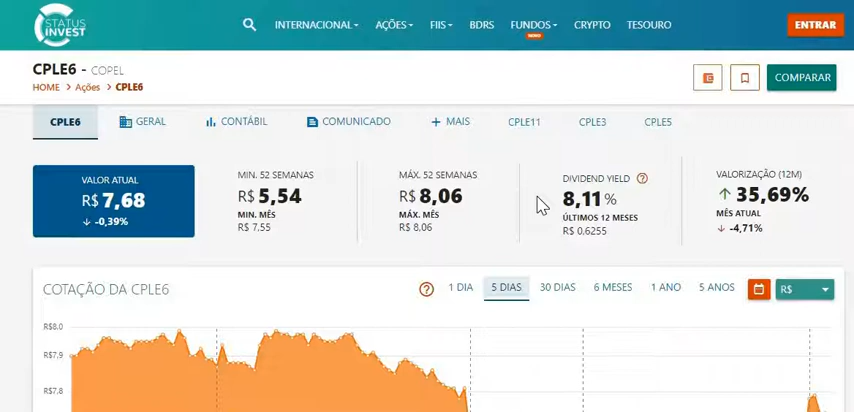 STATUS
INVEST
INTERNACIONAL
AÇÕES
FIIS
BDRS
FUNDOS
CRYPTO
TESOURO
ENTRAR
CPLE6 - COPEL
HOME > Ações > CPLE6
COMPARAR
CPLE6
GERAL
CONTÁBIL
COMUNICADO
+ MAIS
CPLE11
CPLE3
CPLE5
VALOR ATUAL
R$ 7,68
-0,39%
MIN. 52 SEMANAS
R$ 5,54
MIN. MÊS
R$ 7,55
MÁX. 52 SEMANAS
R$ 8,06
MÁX. MÊS
R$ 8,06
DIVIDEND YIELD
8,11 %
ÚLTIMOS 12 MESES
R$ 0,6255
VALORIZAÇÃO (12M)
35,69%
MÊS ATUAL
-4,71%
COTAÇÃO DA CPLE6
1 DIA
5 DIAS
30 DIAS
6 MESES
1 ANO
5 ANOS
R$
R$8.0
R$7.9
R$7.8